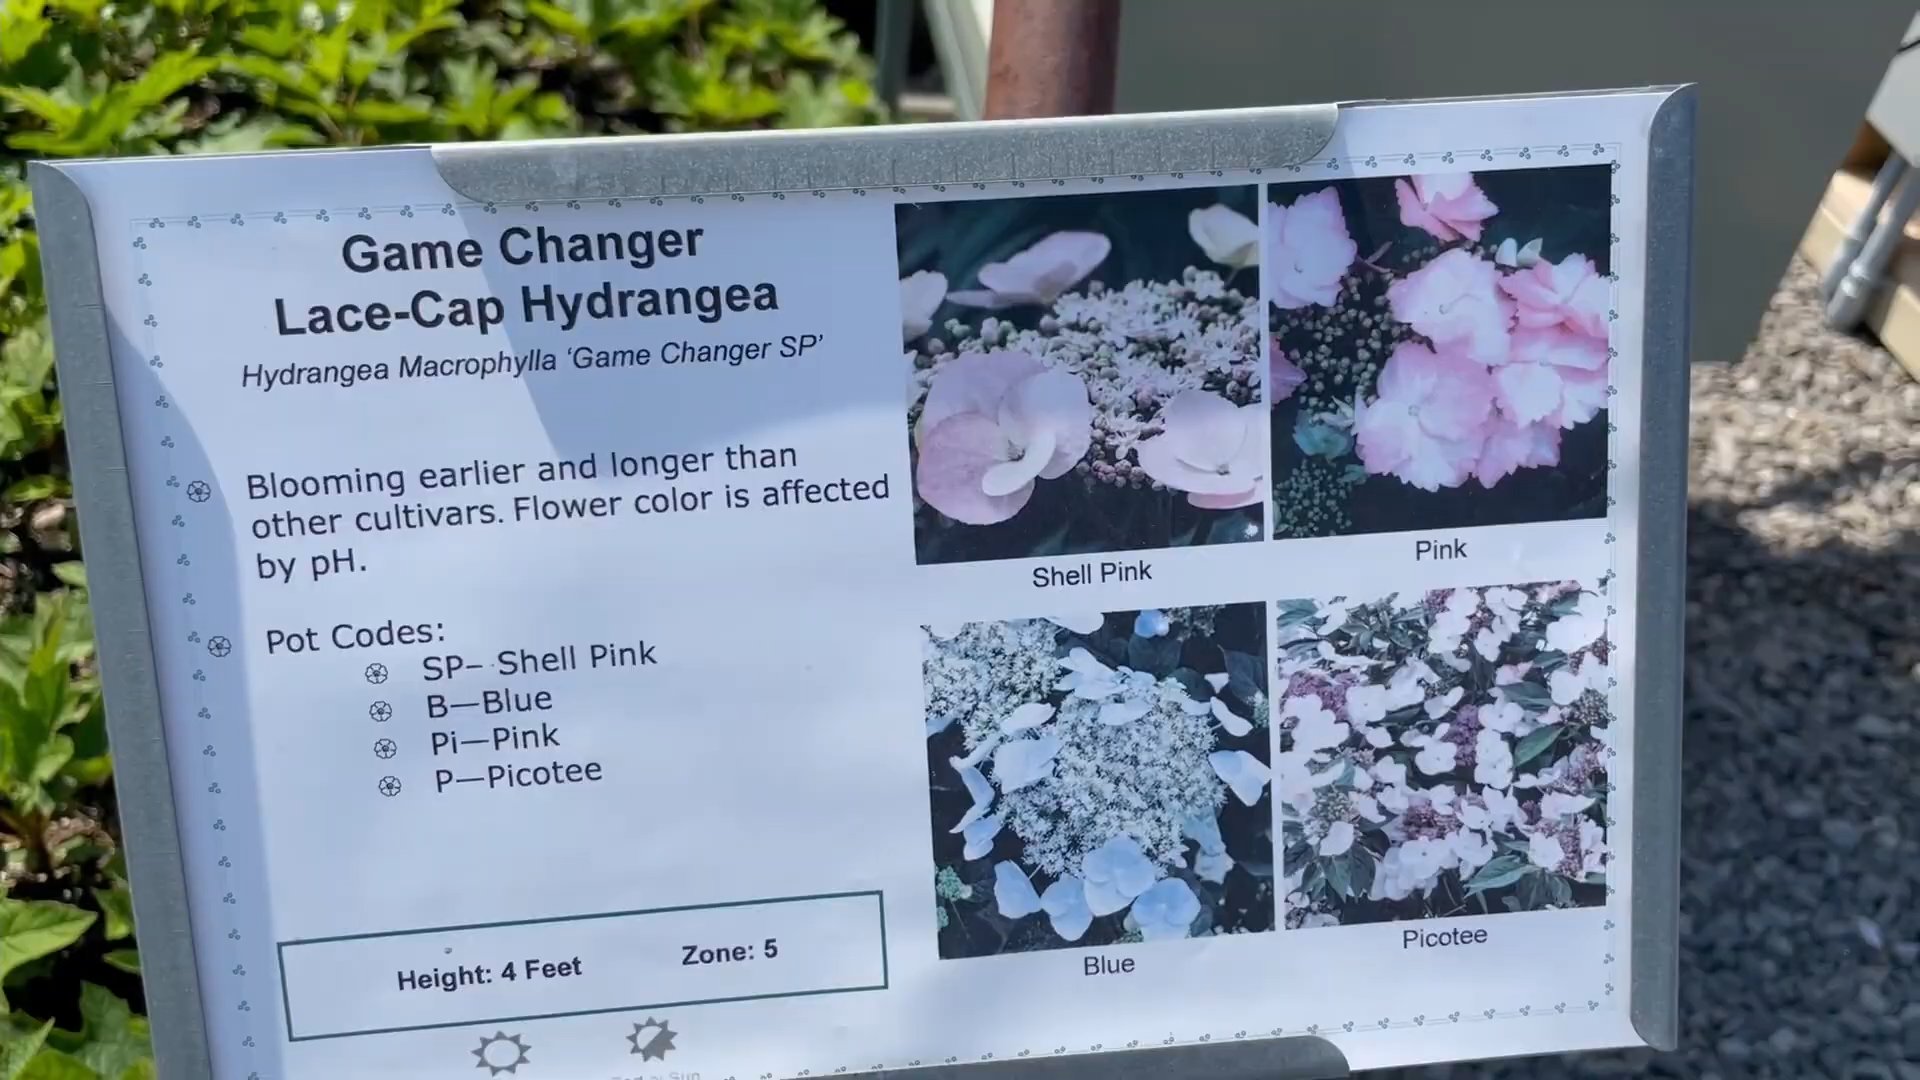 Game Changer
Lace-Cap Hydrangea
Hydrangea Macrophylla ‘Game Changer SP’
Blooming earlier and longer than
other cultivars. Flower color is affected
by pH.
Pot Codes:
SP– Shell Pink
B—Blue
Pi—Pink
P—Picotee
Height: 4 Feet Zone: 5
Shell Pink
Pink
Blue
Picotee